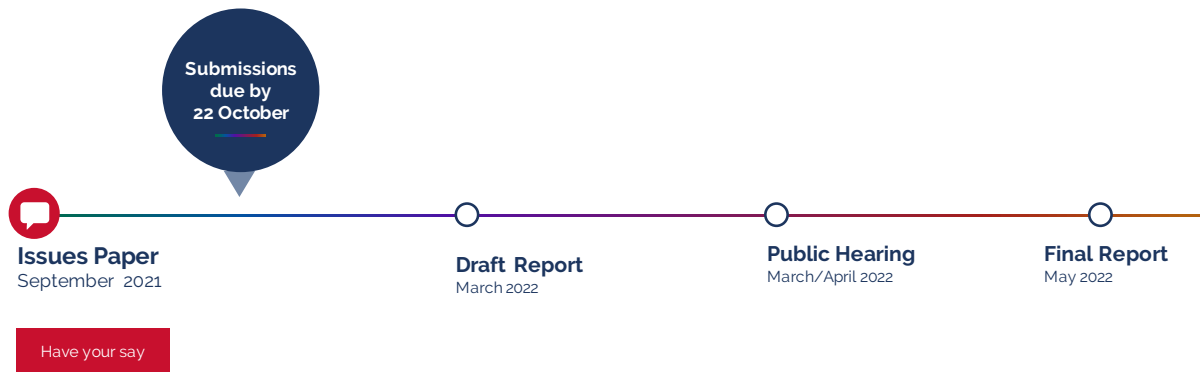 Submissions
due by
22 October
Issues Paper
September 2021
Draft Report
March 2022
Public Hearing
March/April 2022
Final Report
May 2022
Have your say